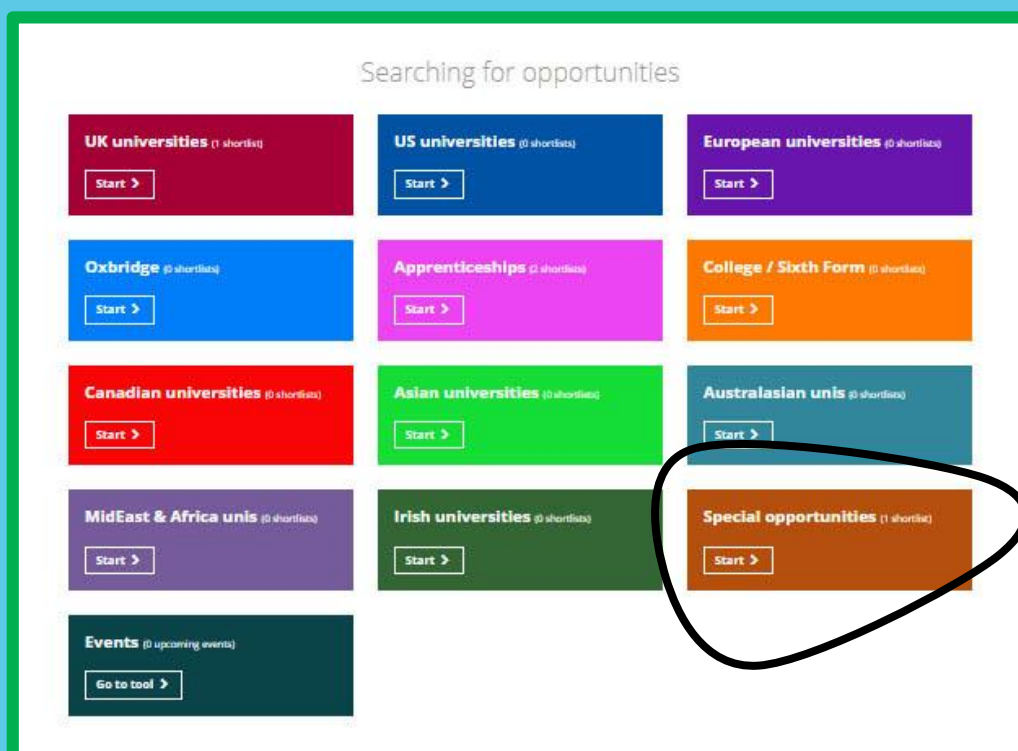 Searching for opportunities
UK universities (1 shortlist)
Start >
US universities (0 shortlists)
Start >
European universities (0 shortlists)
Start >
Oxbridge (0 shortlists)
Start >
Apprenticeships (2 shortlists)
Start >
College / Sixth Form (0 shortlists)
Start >
Canadian universities (0 shortlists)
Start >
Asian universities (0 shortlists)
Start >
Australasian unis (0 shortlists)
Start >
MidEast & Africa unis (0 shortlists)
Start >
Irish universities (0 shortlists)
Start >
Special opportunities (1 shortlist)
Start >
Events (0 upcoming events)
Go to tool >